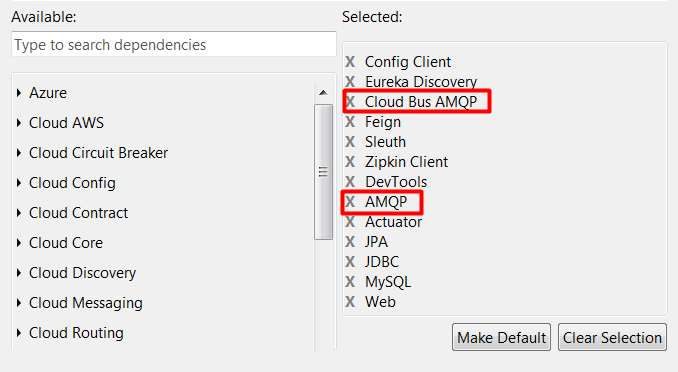 Available:
Type to search dependencies
Azure
Cloud AWS
Cloud Circuit Breaker
Cloud Config
Cloud Contract
Cloud Core
Cloud Discovery
Cloud Messaging
Cloud Routing
Selected:
X Config Client
X Eureka Discovery
X Cloud Bus AMQP
X Feign
X Sleuth
X Zipkin Client
X DevTools
X AMQP
X Actuator
X JPA
X JDBC
X MySQL
X Web
Make Default
Clear Selection